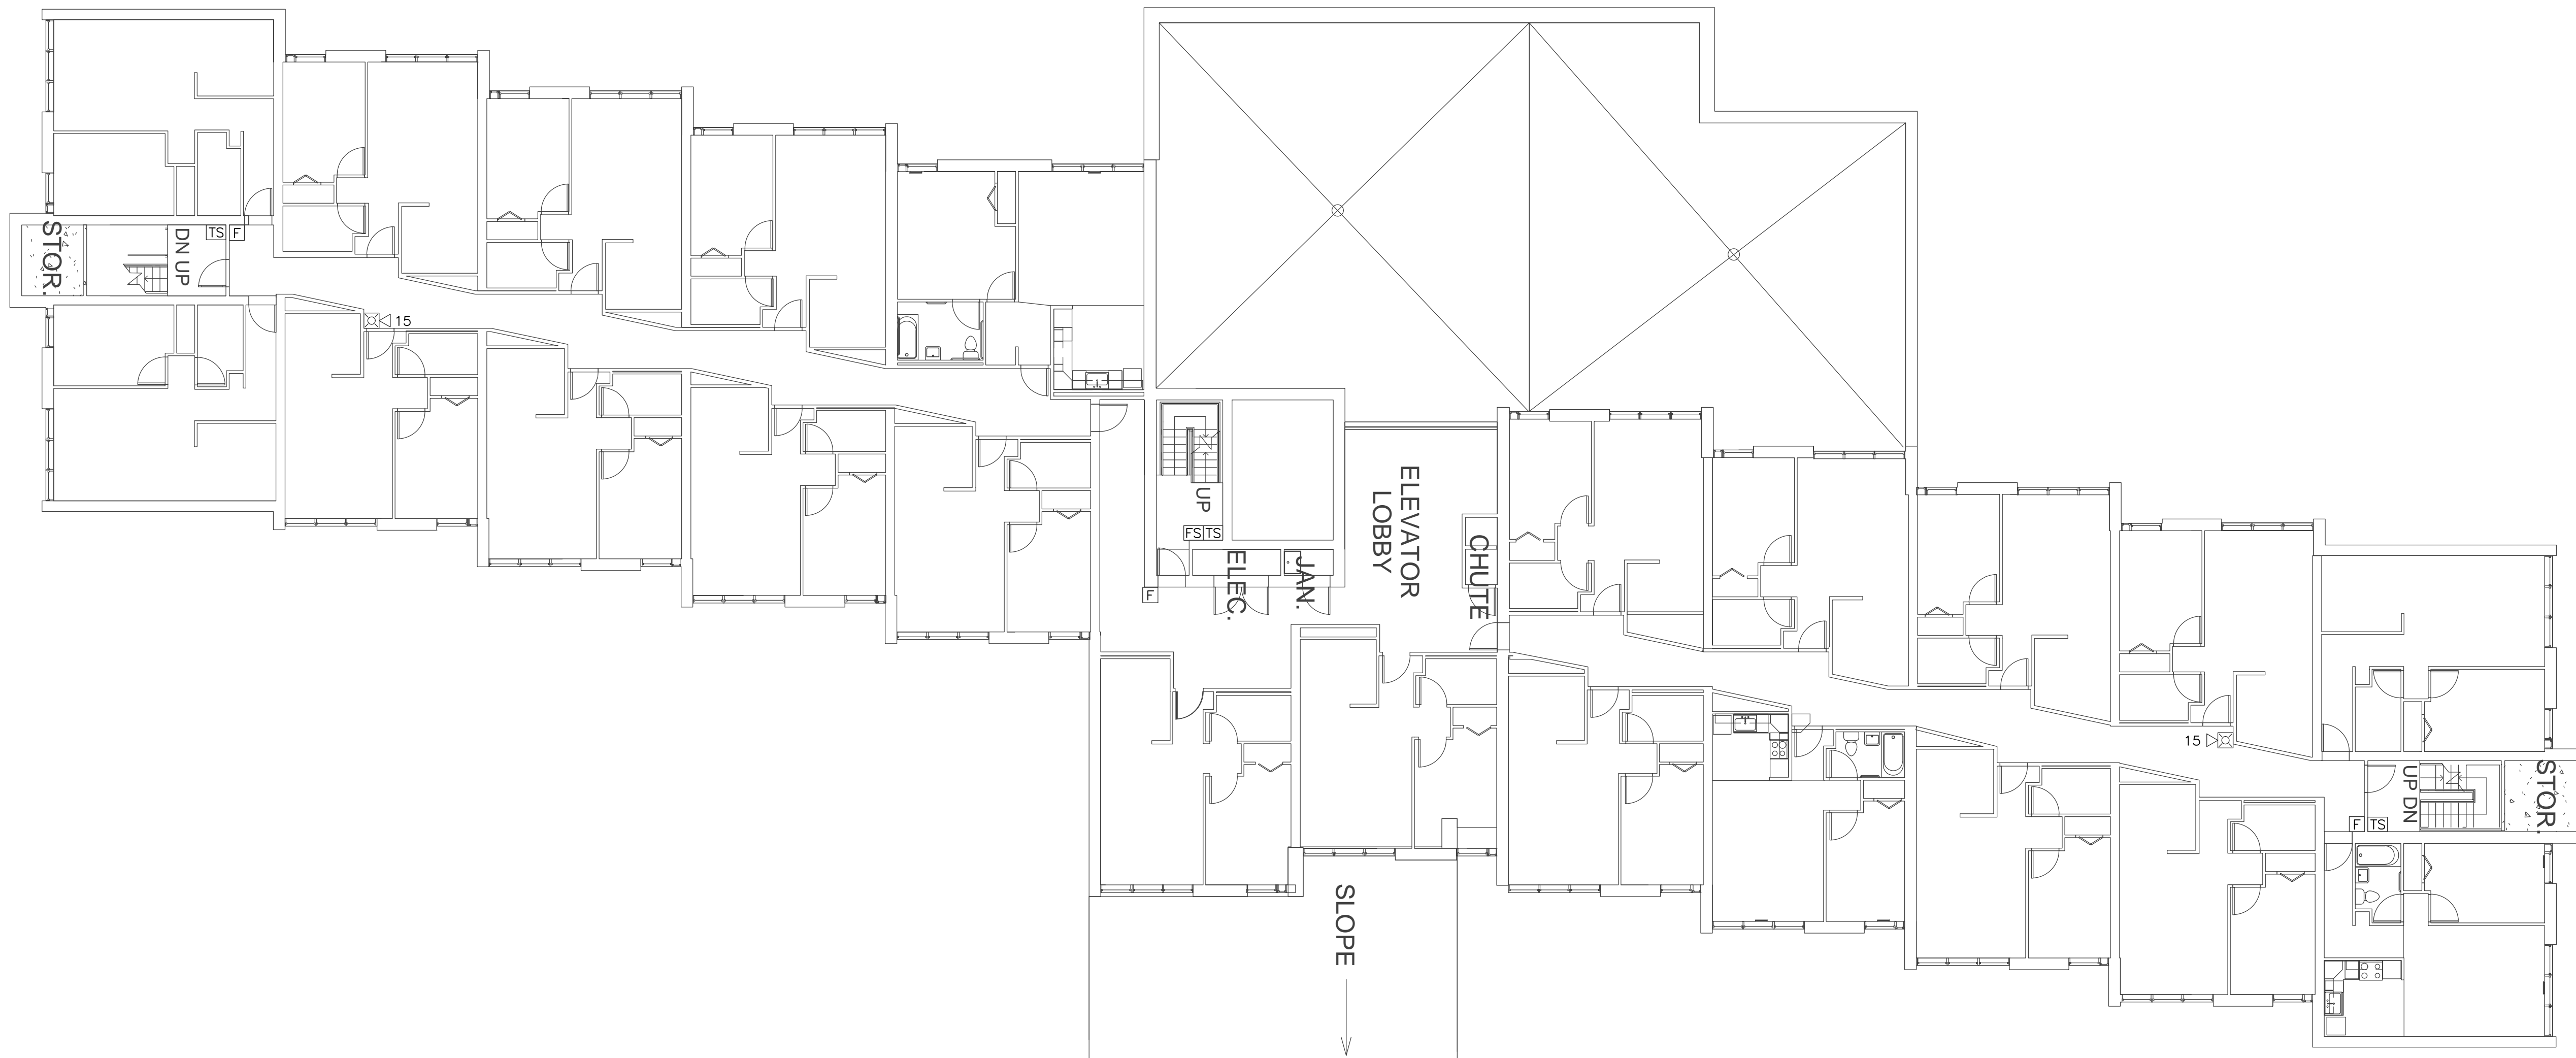 STOR.
DN UP
TS
F
15
UP
FS
TS
F
ELEC.
JAN.
ELEVATOR
LOBBY
CHUTE
SLOPE
15
F
TS
UP DN
STOR.